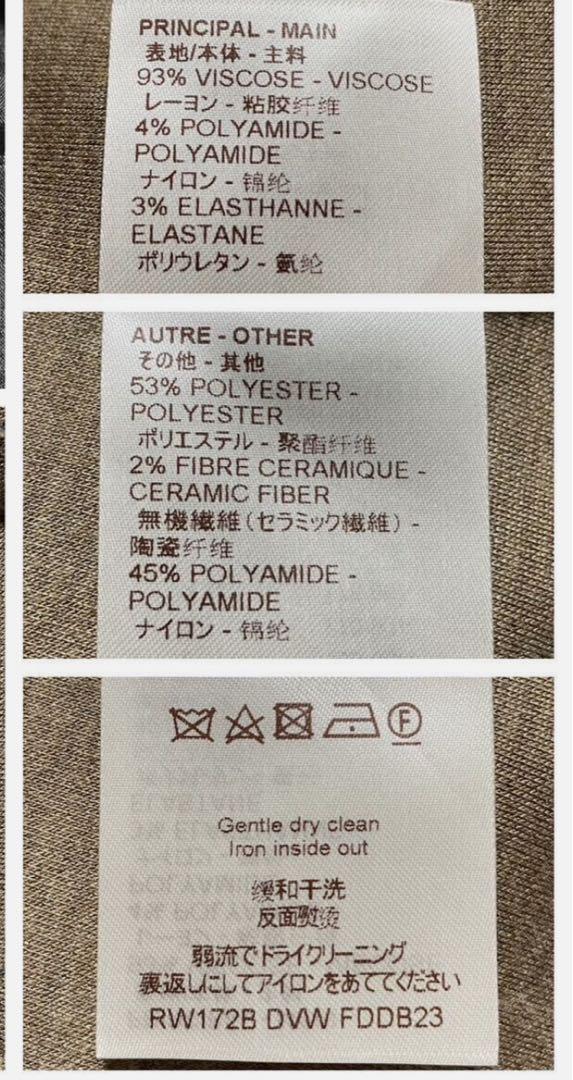 PRINCIPAL - MAIN
表地/本体 - 主料
93% VISCOSE - VISCOSE
レーヨン - 粘胶纤维
4% POLYAMIDE -
POLYAMIDE
ナイロン - 锦纶
3% ELASTHANNE -
ELASTANE
ポリウレタン - 氨纶
AUTRE - OTHER
その他 - 其他
53% POLYESTER -
POLYESTER
ポリエステル - 聚酯纤维
2% FIBRE CERAMIQUE -
CERAMIC FIBER
無機繊維(セラミック繊維) -
陶瓷纤维
45% POLYAMIDE -
POLYAMIDE
ナイロン - 锦纶
F
Gentle dry clean
Iron inside out
缓和干洗
反面熨烫
弱流でドライクリーニング
裏返しにしてアイロンをあててください
RW172B DVW FDDB23